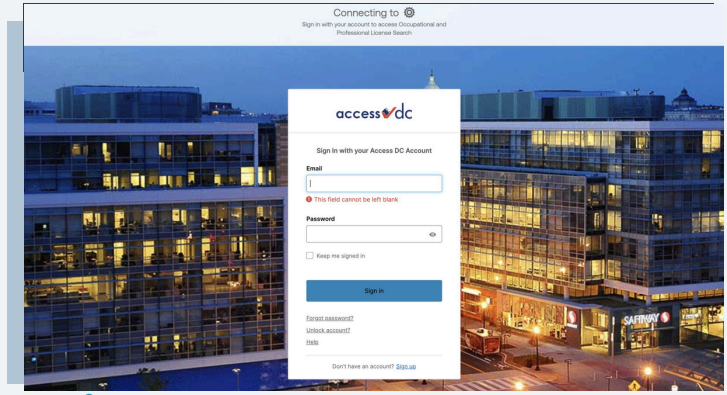 Connecting to
Sign in with your account to access Occupational and
Professional License Search
access dc
Sign In with your Access DC Account
Email
This field cannot be left blank
Password
Keep me signed in
Sign in
Forgot password?
Unlock account?
Help
Don't have an account? Sign up
SAFEWAY